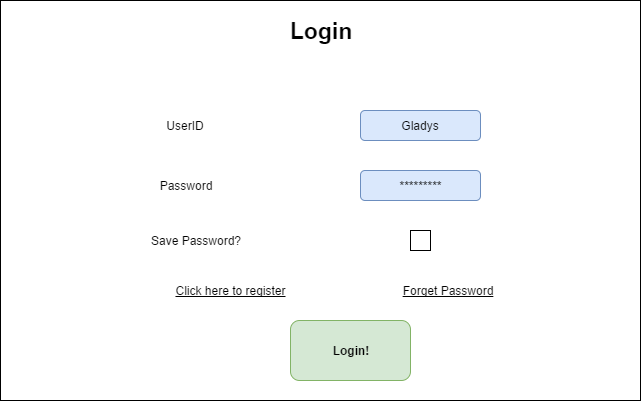 Login
UserID Gladys
Password *********
Save Password?
Click here to register Forget Password
Login!